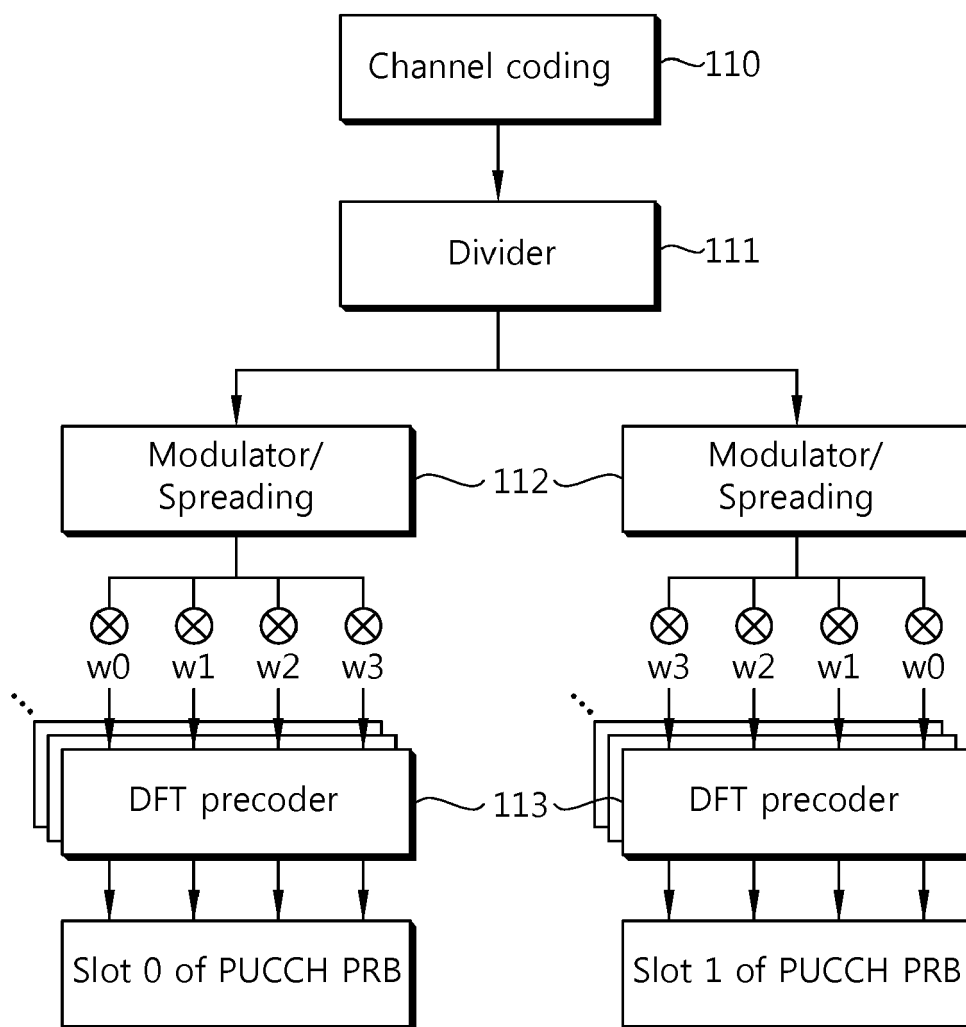 Channel coding
110
Divider
111
Modulator/
Spreading
112
Modulator/
Spreading
w0 w1 w2 w3
w3 w2 w1 w0
DFT precoder
113
DFT precoder
Slot 0 of PUCCH PRB
Slot 1 of PUCCH PRB